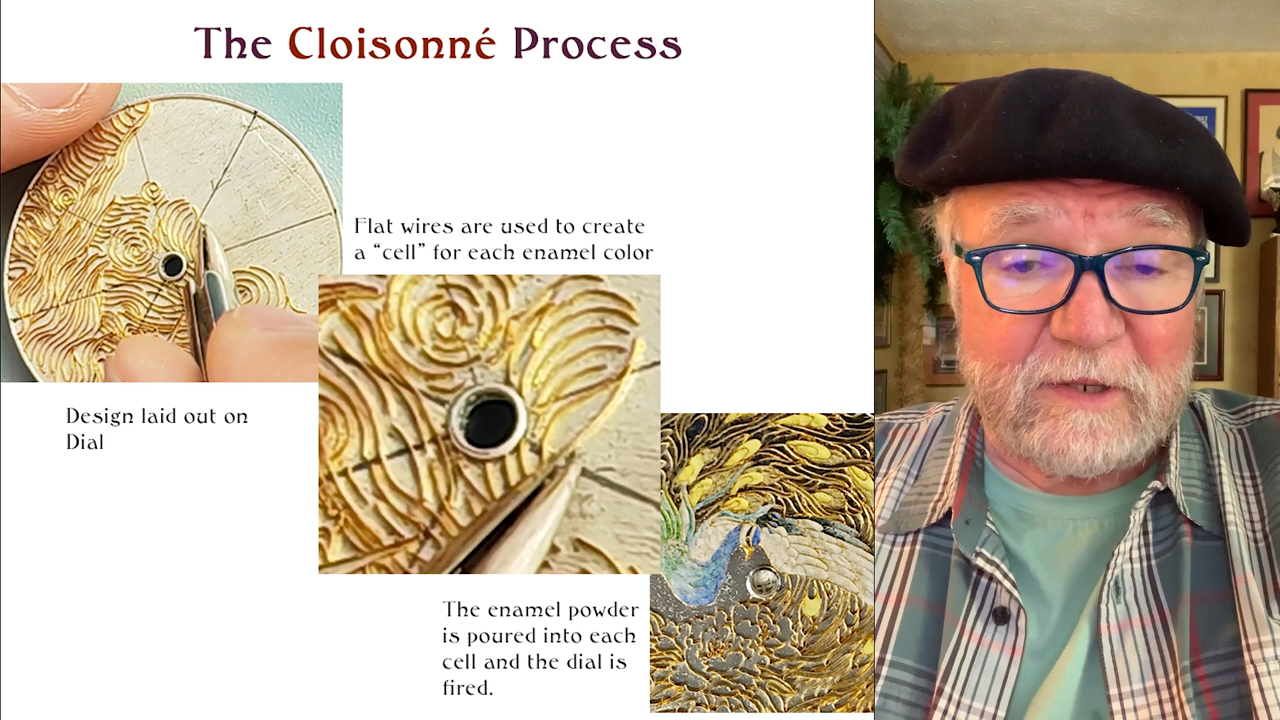 The Cloisonné Process
Flat wires are used to create
a “cell” for each enamel color
Design laid out on
Dial
The enamel powder
is poured into each
cell and the dial is
fired.